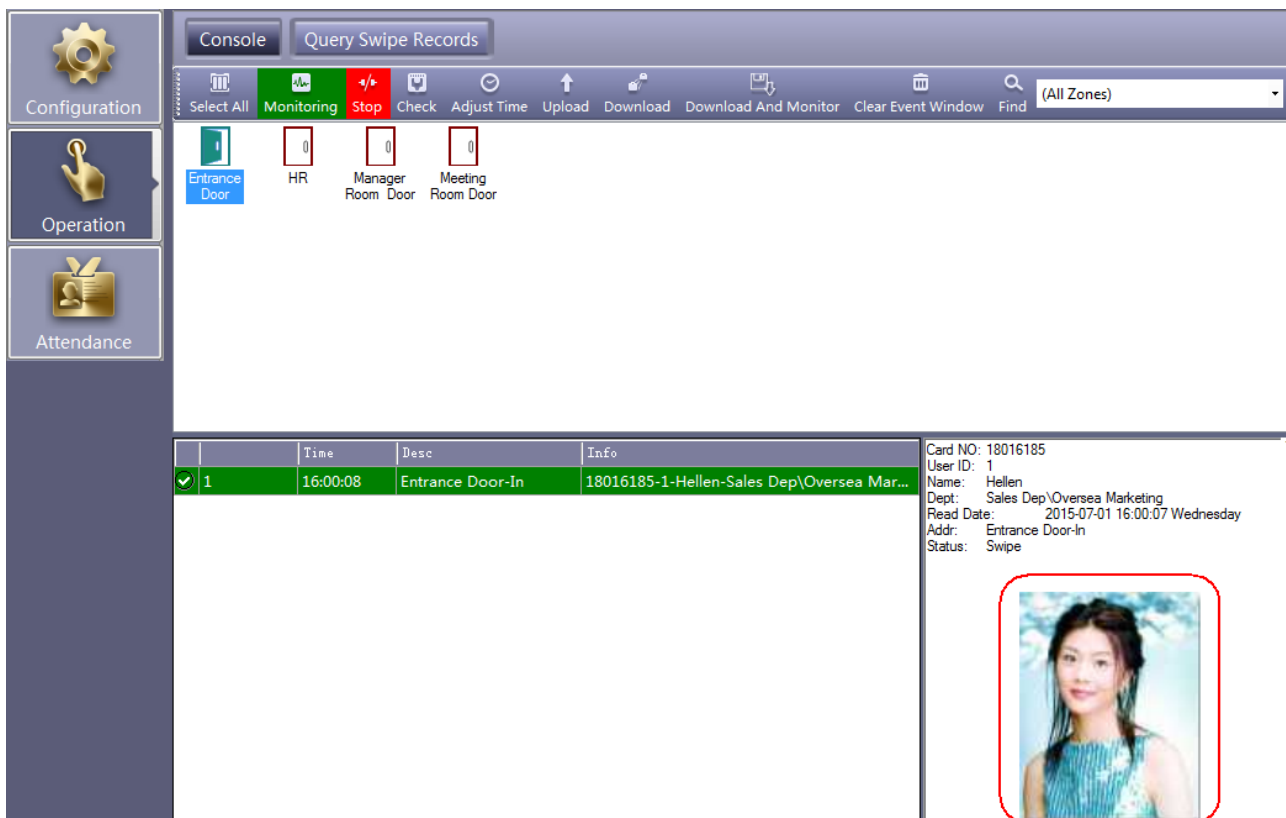 Console Query Swipe Records
Configuration
Select All Monitoring Stop Check Adjust Time Upload Download Download And Monitor Clear Event Window Find (All Zones)
Entrance Door
HR
Manager Room Door
Meeting Room Door
Operation
Attendance
Time Desc Info
1 16:00:08 Entrance Door-In 18016185-1-Hellen-Sales Dep\Oversea Mar...
Card NO: 18016185
User ID: 1
Name: Hellen
Dept: Sales Dep\Oversea Marketing
Read Date: 2015-07-01 16:00:07 Wednesday
Addr: Entrance Door-In
Status: Swipe